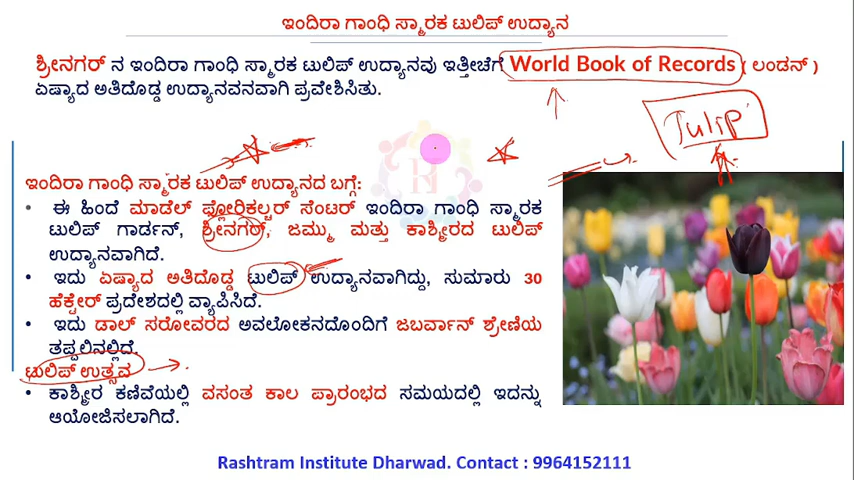 ಇಂದಿರಾ ಗಾಂಧಿ ಸ್ಮಾರಕ ಟುಲಿಪ್ ಉದ್ಯಾನ
ಶ್ರೀನಗರ್ ನ ಇಂದಿರಾ ಗಾಂಧಿ ಸ್ಮಾರಕ ಟುಲಿಪ್ ಉದ್ಯಾನವು ಇತ್ತೀಚೆಗೆ World Book of Records ( ಲಂಡನ್ )
ಏಷ್ಯಾದ ಅತಿದೊಡ್ಡ ಉದ್ಯಾನವನವಾಗಿ ಪ್ರವೇಶಿಸಿತು.
Tulip
ಇಂದಿರಾ ಗಾಂಧಿ ಸ್ಮಾರಕ ಟುಲಿಪ್ ಉದ್ಯಾನದ ಬಗ್ಗೆ:
• ಈ ಹಿಂದೆ ಮಾಡೆಲ್ ಫ್ಲೋರಿಕಲ್ಚರ್ ಸೆಂಟರ್ ಇಂದಿರಾ ಗಾಂಧಿ ಸ್ಮಾರಕ
ಟುಲಿಪ್ ಗಾರ್ಡನ್, ಶ್ರೀನಗರ್, ಜಮ್ಮು ಮತ್ತು ಕಾಶ್ಮೀರದ ಟುಲಿಪ್
ಉದ್ಯಾನವಾಗಿದೆ.
• ಇದು ಏಷ್ಯಾದ ಅತಿದೊಡ್ಡ ಟುಲಿಪ್ ಉದ್ಯಾನವಾಗಿದ್ದು, ಸುಮಾರು 30
ಹೆಕ್ಟೇರ್ ಪ್ರದೇಶದಲ್ಲಿ ವ್ಯಾಪಿಸಿದೆ.
• ಇದು ಡಾಲ್ ಸರೋವರದ ಅವಲೋಕನದೊಂದಿಗೆ ಜಬರ್ವಾನ್ ಶ್ರೇಣಿಯ
ತಪ್ಪಲಿನಲ್ಲಿದೆ.
ಟುಲಿಪ್ ಉತ್ಸವ
• ಕಾಶ್ಮೀರ ಕಣಿವೆಯಲ್ಲಿ ವಸಂತ ಕಾಲ ಪ್ರಾರಂಭದ ಸಮಯದಲ್ಲಿ ಇದನ್ನು
ಆಯೋಜಿಸಲಾಗಿದೆ.
Rashtram Institute Dharwad. Contact : 9964152111